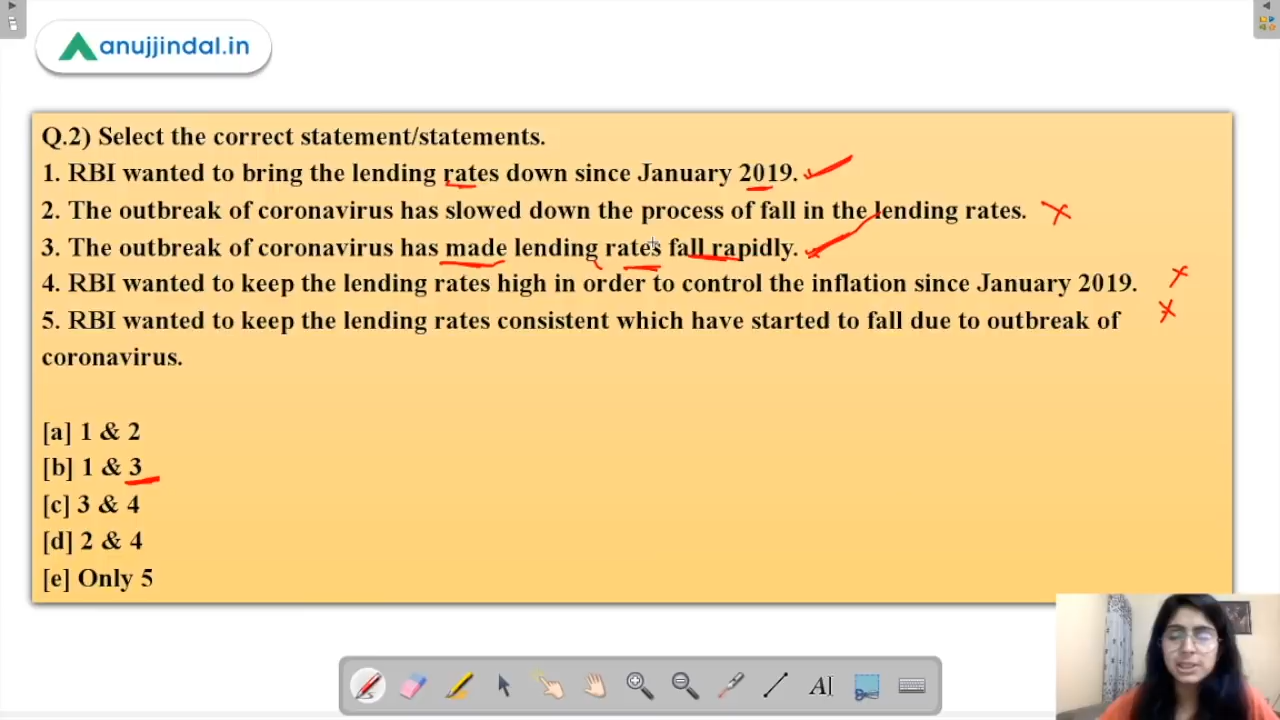 anujjindal.in
Q.2) Select the correct statement/statements.
1. RBI wanted to bring the lending rates down since January 2019.
2. The outbreak of coronavirus has slowed down the process of fall in the lending rates.
3. The outbreak of coronavirus has made lending rates fall rapidly.
4. RBI wanted to keep the lending rates high in order to control the inflation since January 2019.
5. RBI wanted to keep the lending rates consistent which have started to fall due to outbreak of
coronavirus.
[a] 1 & 2
[b] 1 & 3
[c] 3 & 4
[d] 2 & 4
[e] Only 5